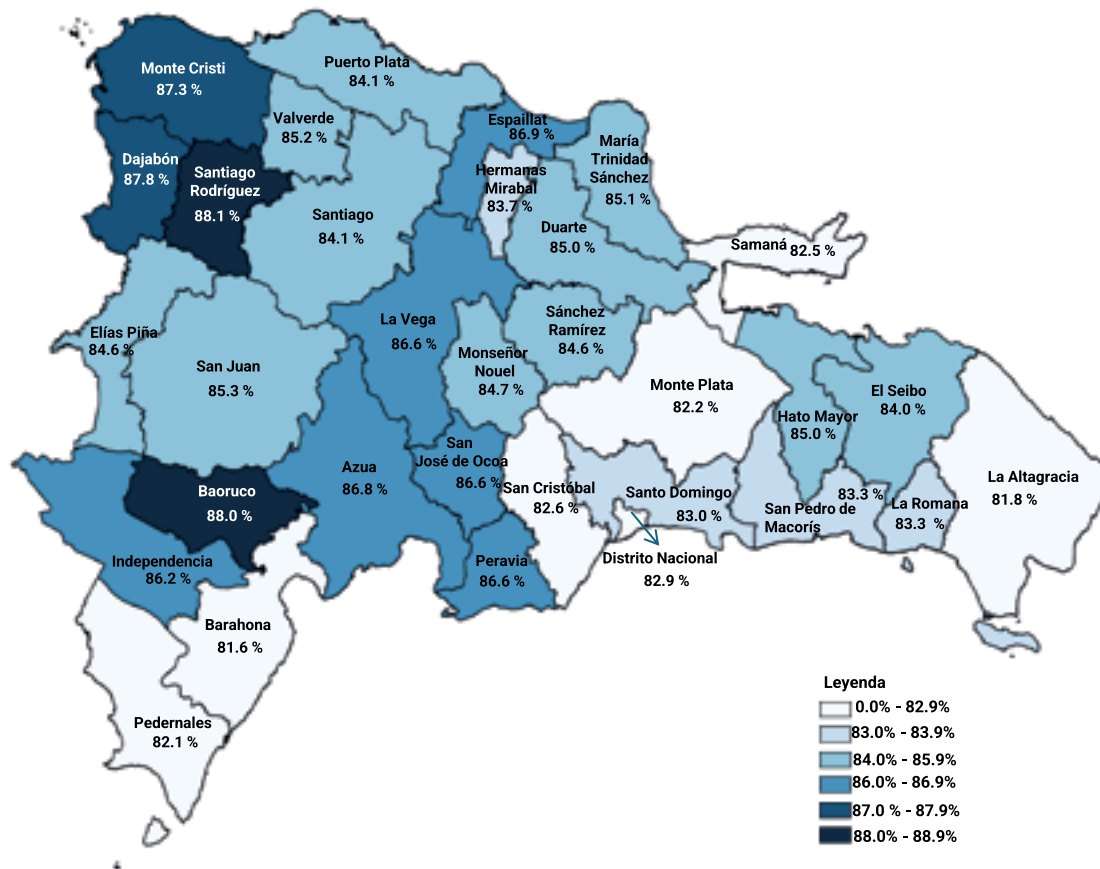 Monte Cristi
87.3 %
Puerto Plata
84.1 %
Valverde
85.2 %
Espaillat
86.9 %
María
Trinidad
Sánchez
85.1 %
Dajabón
87.8 %
Santiago
Rodríguez
88.1 %
Hermanas
Mirabal
83.7 %
Santiago
84.1 %
Duarte
85.0 %
Samaná
82.5 %
Elías Piña
84.6 %
San Juan
85.3 %
La Vega
86.6 %
Sánchez
Ramírez
84.6 %
Monseñor
Nouel
84.7 %
Monte Plata
82.2 %
Hato Mayor
85.0 %
El Seibo
84.0 %
La Altagracia
81.8 %
San
José de Ocoa
86.6 %
Azua
86.8 %
Baoruco
88.0 %
San Cristóbal
82.6 %
Santo Domingo
83.0 %
83.3 %
San Pedro de
Macorís
La Romana
83.3 %
Distrito Nacional
82.9 %
Independencia
86.2 %
Peravia
86.6 %
Barahona
81.6 %
Pedernales
82.1 %
Leyenda
0.0% - 82.9%
83.0% - 83.9%
84.0% - 85.9%
86.0% - 86.9%
87.0 % - 87.9%
88.0% - 88.9%